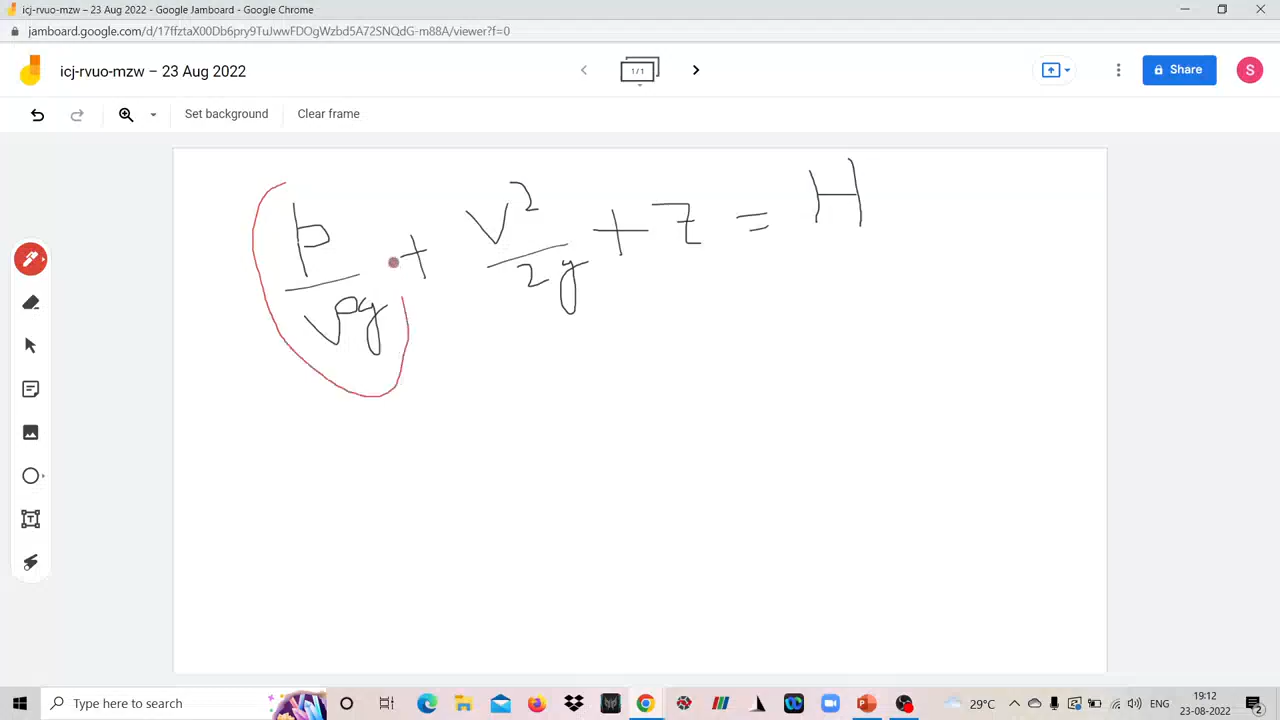 icj-rvuo-mzw – 23 Aug 2022 - Google Jamboard - Google Chrome
jamboard.google.com/d/17ffztaX00Db6pry9TuJwwFDOgWzbd5A72SNQdG-m88A/viewer?f=0
icj-rvuo-mzw – 23 Aug 2022
1 / 1
Share
S
Set background
Clear frame
p/ρg + v²/2g + z = H
Type here to search
29°C
ENG
19:12
23-08-2022
2